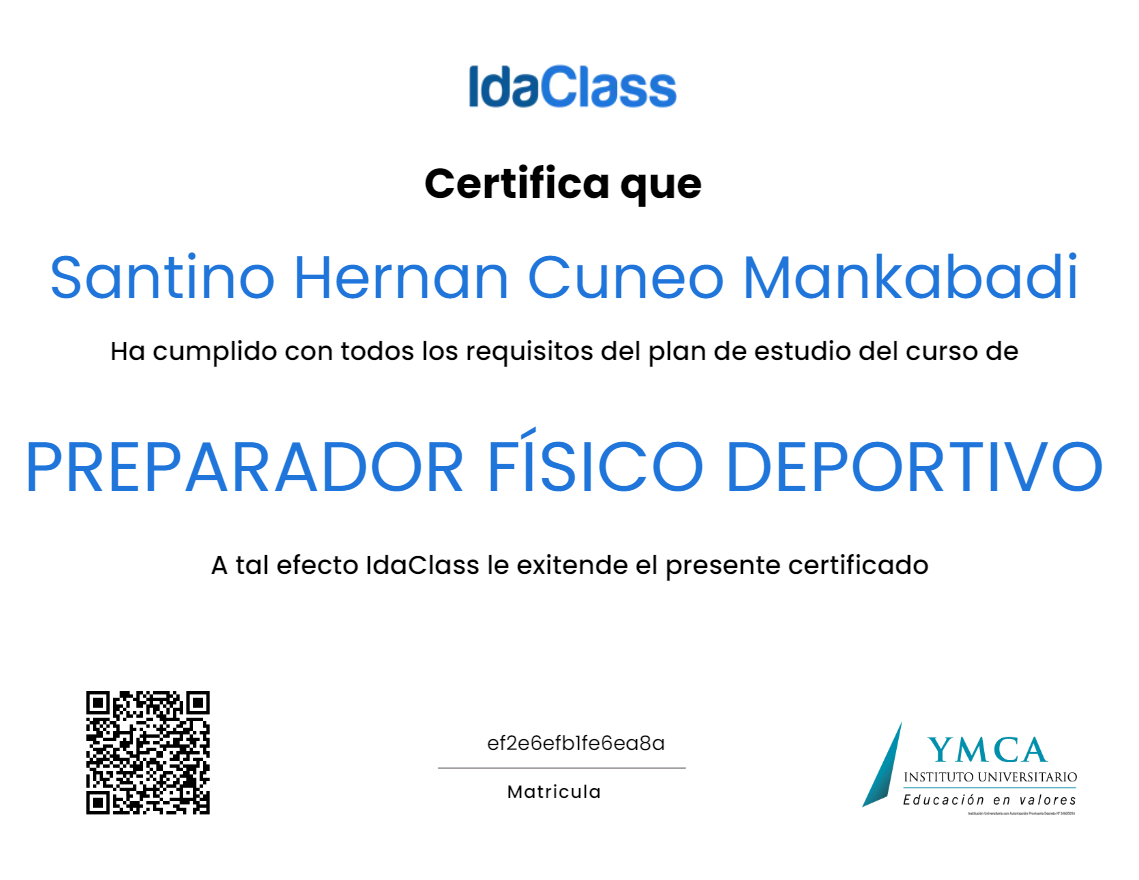 IdaClass
Certifica que
Santino Hernan Cuneo Mankabadi
Ha cumplido con todos los requisitos del plan de estudio del curso de
PREPARADOR FÍSICO DEPORTIVO
A tal efecto IdaClass le exitende el presente certificado
ef2e6efb1fe6ea8a
Matricula
YMCA
INSTITUTO UNIVERSITARIO
Educación en valores